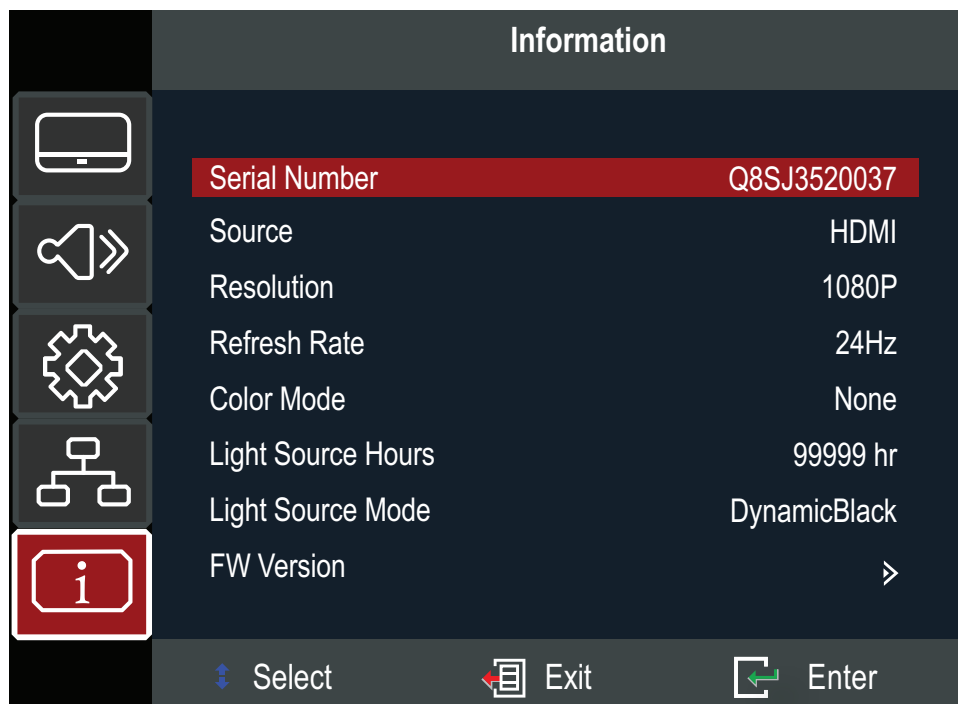 Information
Serial Number Q8SJ3520037
Source HDMI
Resolution 1080P
Refresh Rate 24Hz
Color Mode None
Light Source Hours 99999 hr
Light Source Mode DynamicBlack
FW Version
i
Select Exit Enter